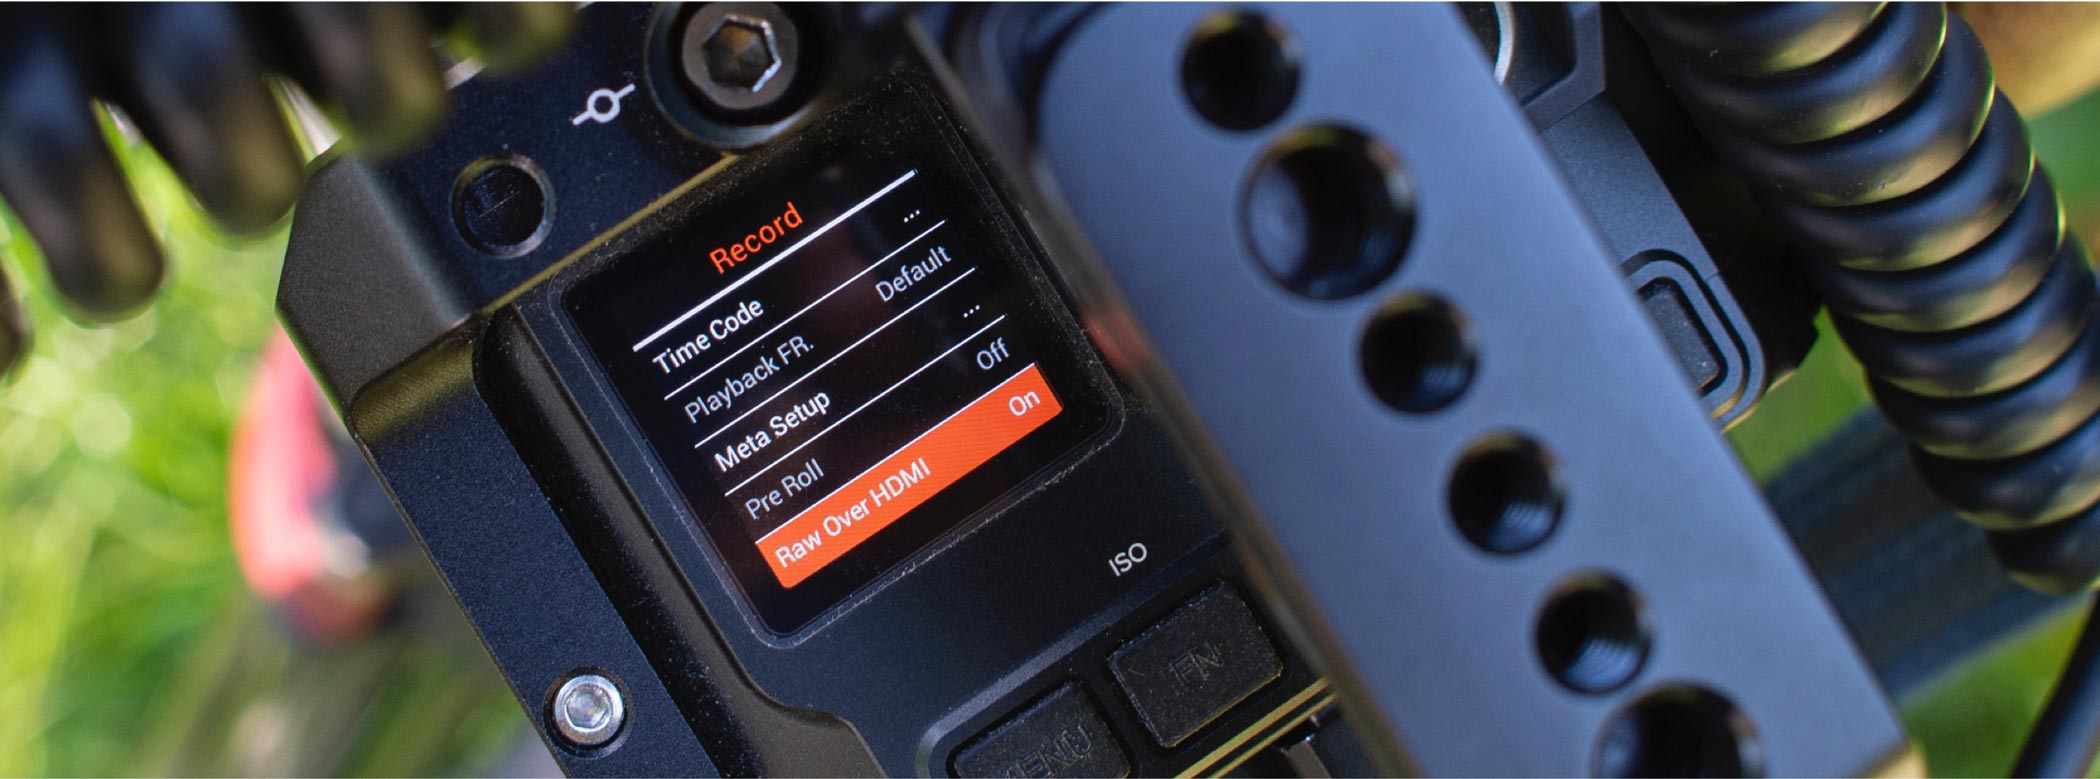 Record
Time Code ...
Playback FR. Default
Meta Setup ...
Pre Roll Off
Raw Over HDMI On
ISO
FN
MENU